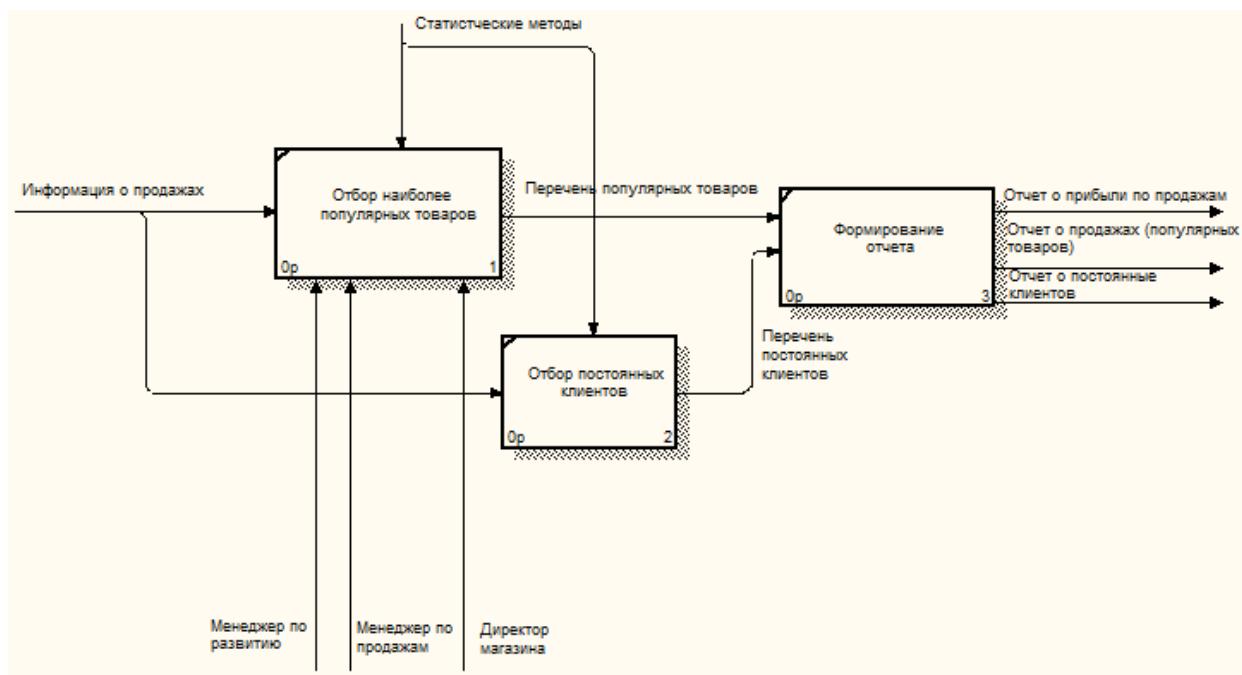 Статистческие методы
Информация о продажах
Отбор наиболее
популярных товаров
0р
1
Перечень популярных товаров
Формирование
отчета
0р
3
Отчет о прибыли по продажам
Отчет о продажах (популярных
товаров)
Отчет о постоянные
клиентов
Отбор постоянных
клиентов
0р
2
Перечень
постоянных
клиентов
Менеджер по
развитию
Менеджер по
продажам
Директор
магазина